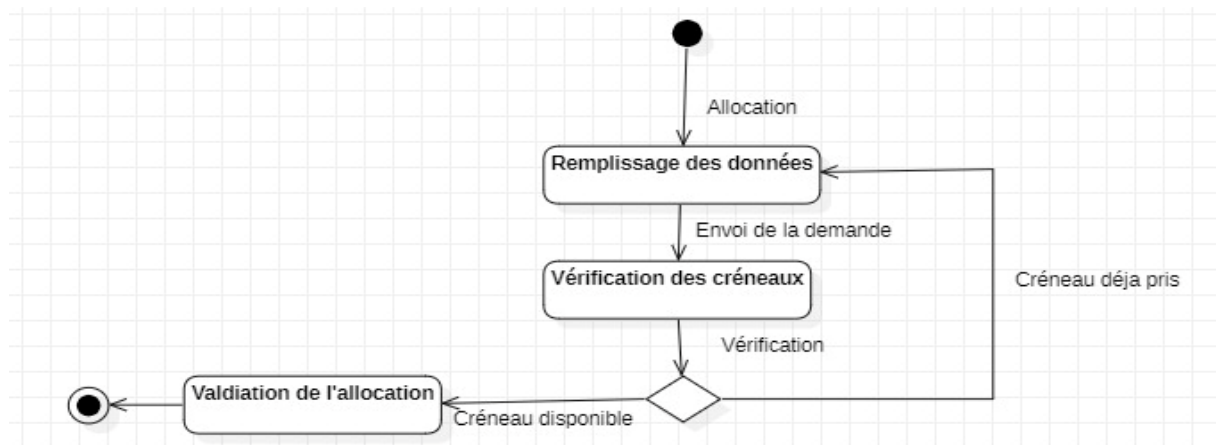 Allocation
Remplissage des données
Envoi de la demande
Vérification des créneaux
Créneau déja pris
Vérification
Valdiation de l'allocation
Créneau disponible